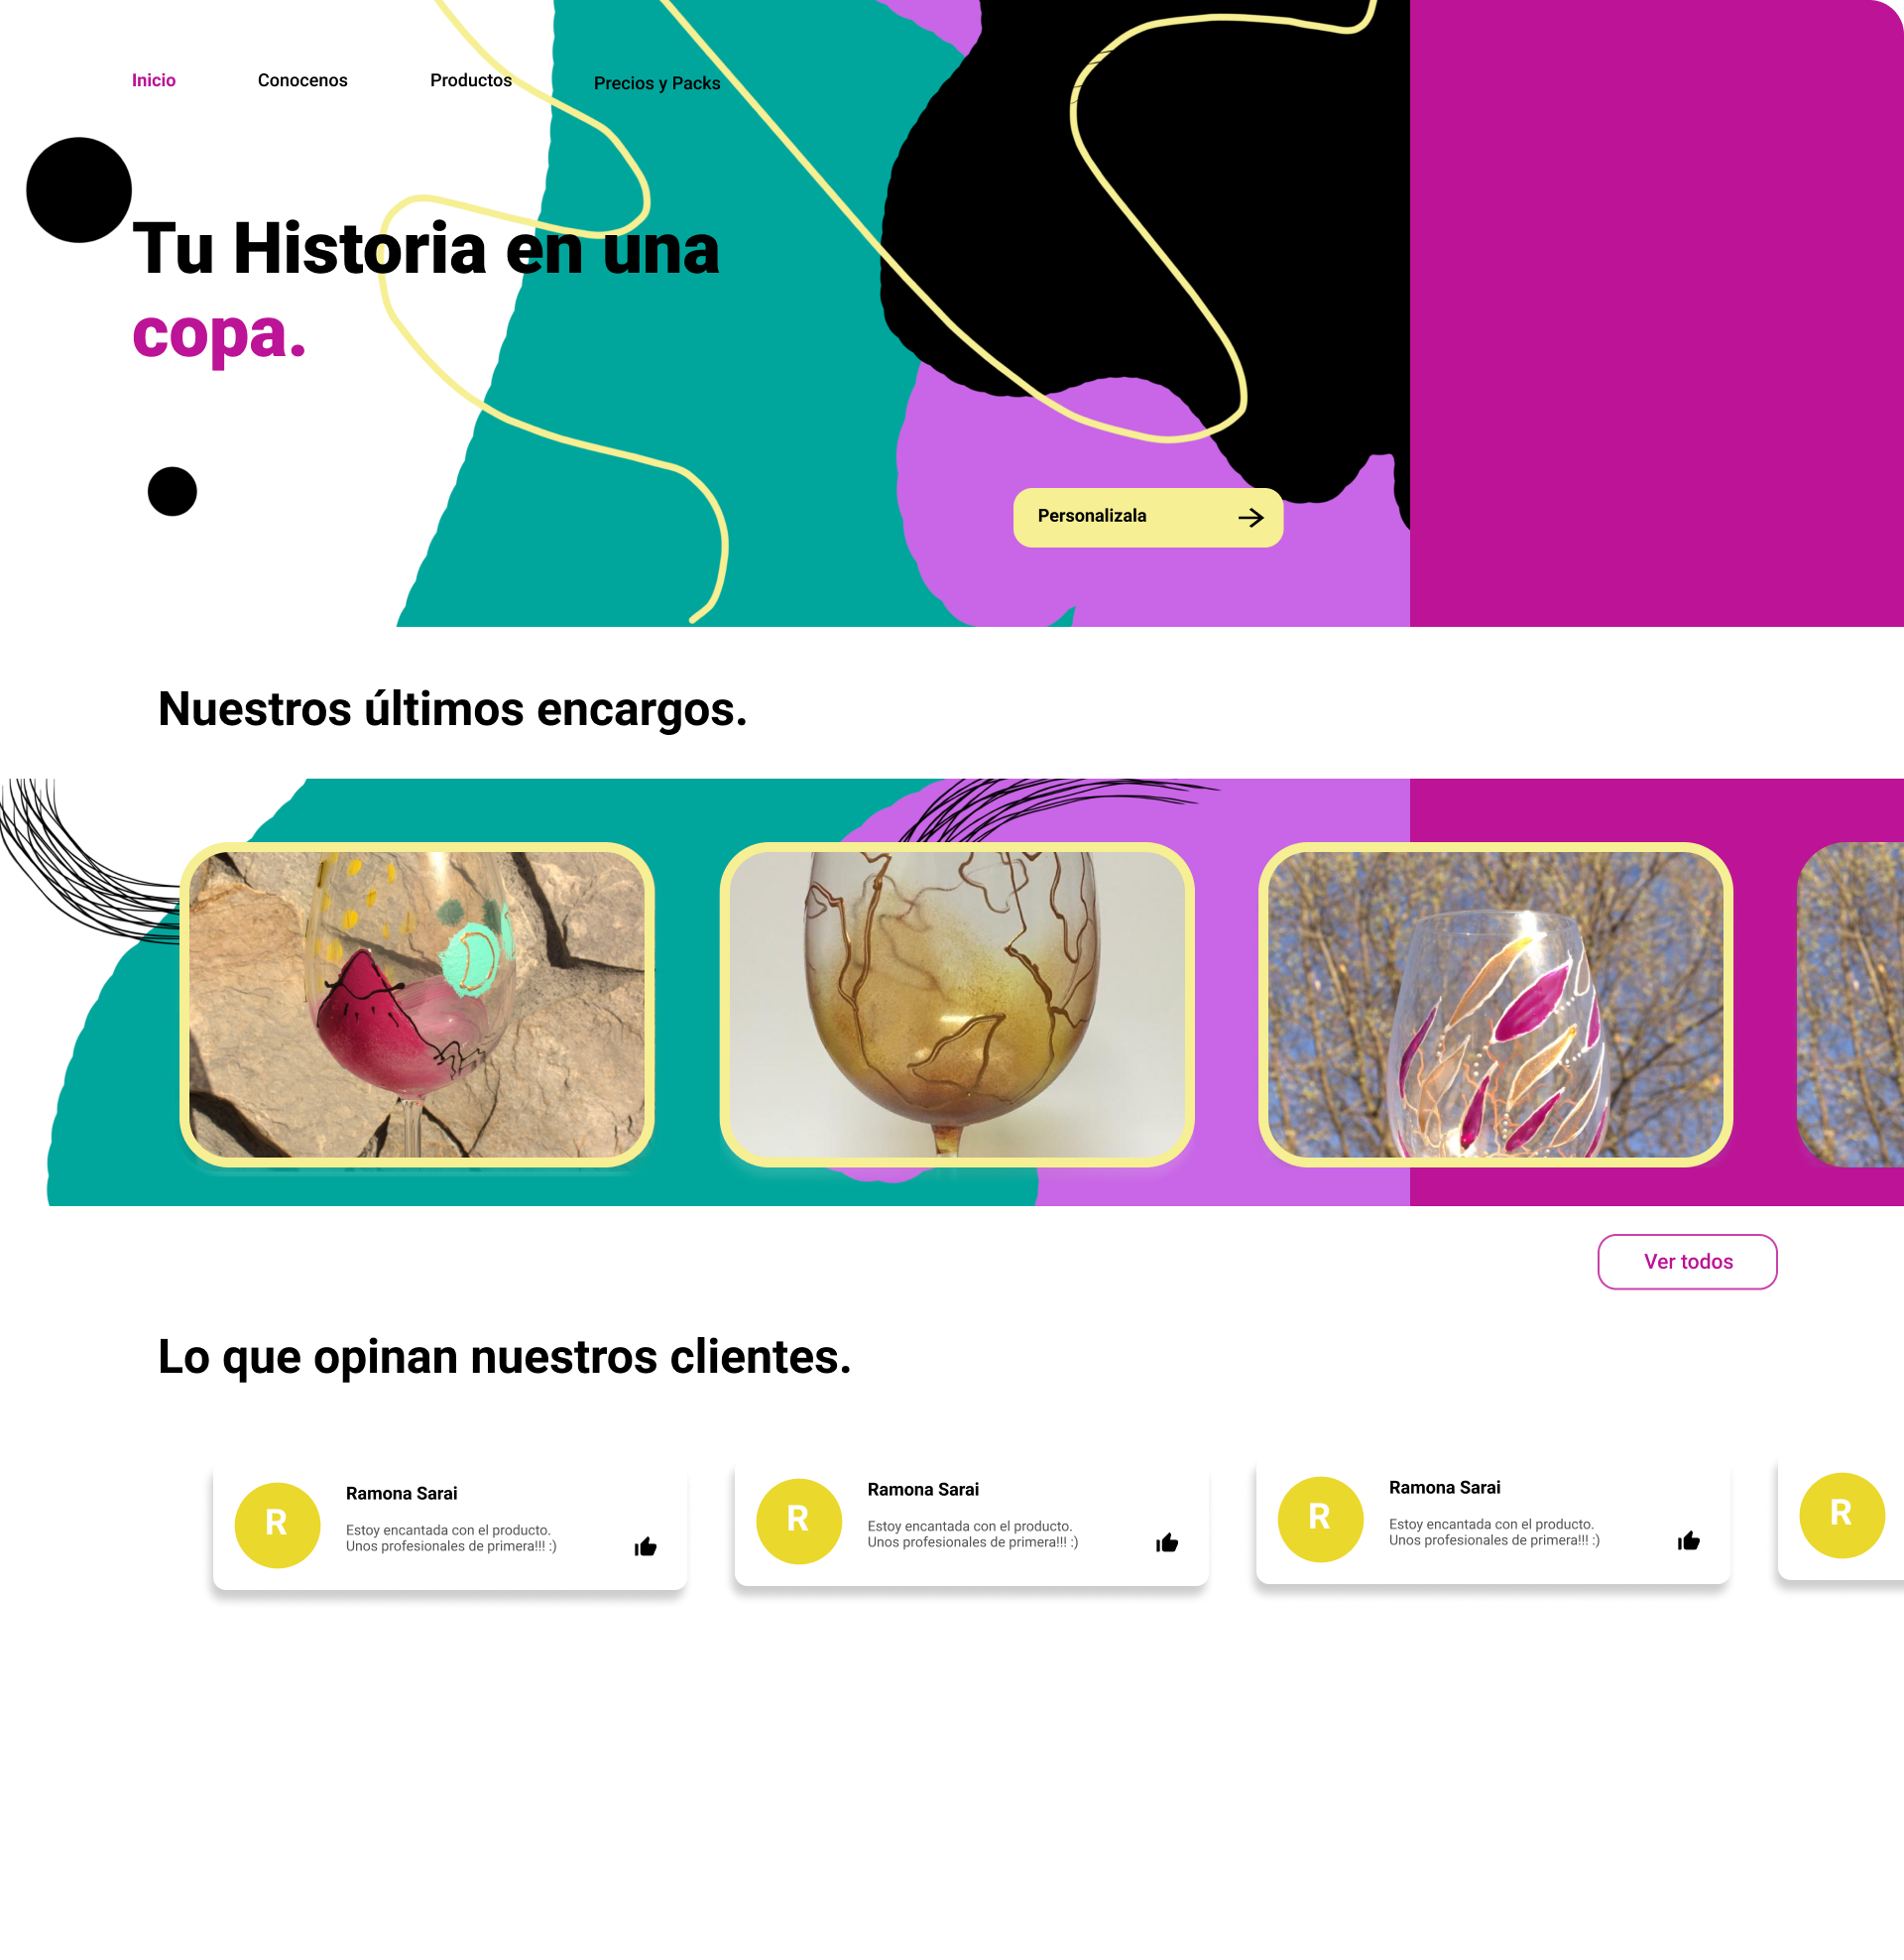 Inicio
Conocenos
Productos
Precios y Packs
Tu Historia en una
copa.
Personalizala
Nuestros últimos encargos.
Ver todos
Lo que opinan nuestros clientes.
R
Ramona Sarai
Estoy encantada con el producto.
Unos profesionales de primera!!! :)
R
Ramona Sarai
Estoy encantada con el producto.
Unos profesionales de primera!!! :)
R
Ramona Sarai
Estoy encantada con el producto.
Unos profesionales de primera!!! :)
R